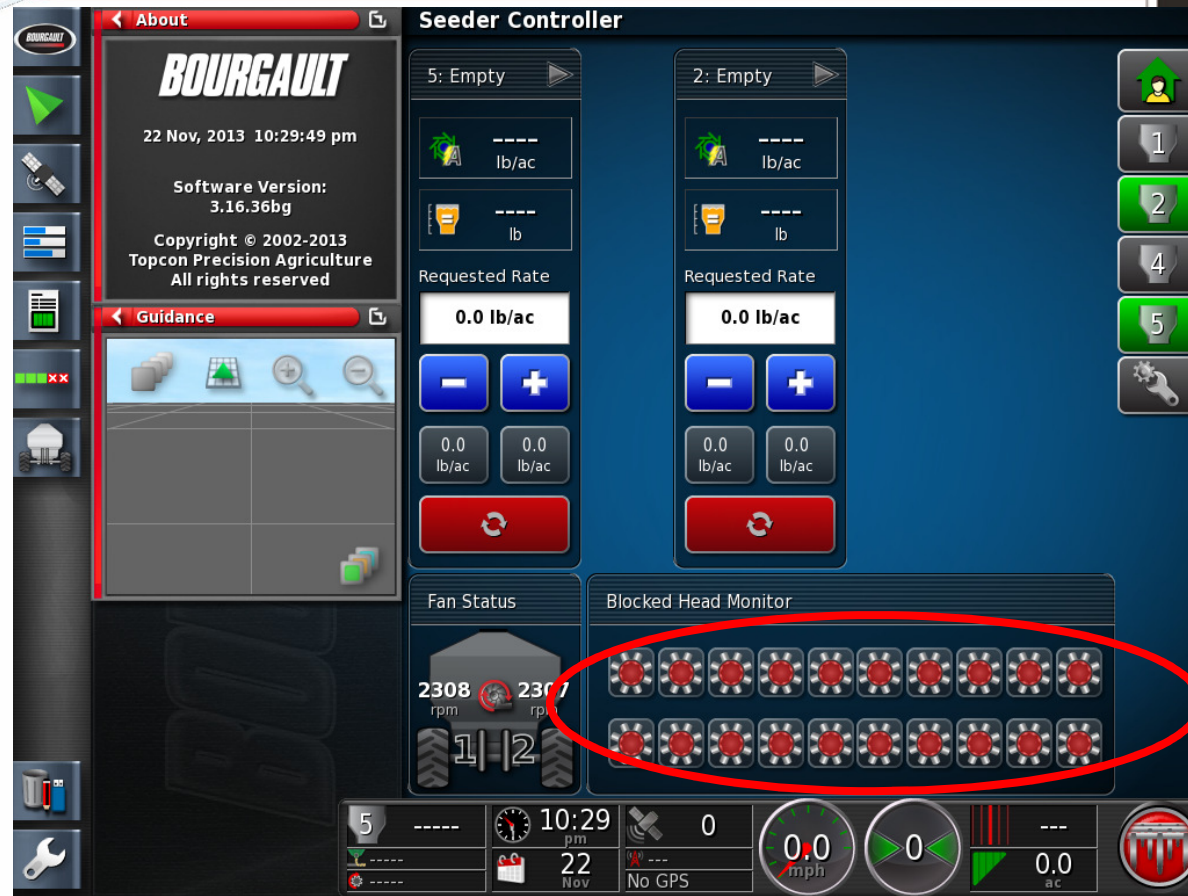 BOURGAULT
About
BOURGAULT
22 Nov, 2013 10:29:49 pm
Software Version:
3.16.36bg
Copyright © 2002-2013
Topcon Precision Agriculture
All rights reserved
Guidance
Seeder Controller
5: Empty
----
lb/ac
----
lb
Requested Rate
0.0 lb/ac
- +
0.0 0.0
lb/ac lb/ac
2: Empty
----
lb/ac
----
lb
Requested Rate
0.0 lb/ac
- +
0.0 0.0
lb/ac lb/ac
1
2
4
5
Fan Status
2308 2307
rpm rpm
1 2
Blocked Head Monitor
5 -----
-----
-----
10:29
pm
22
Nov
0
---
No GPS
0.0
mph
0
---
0.0
ac